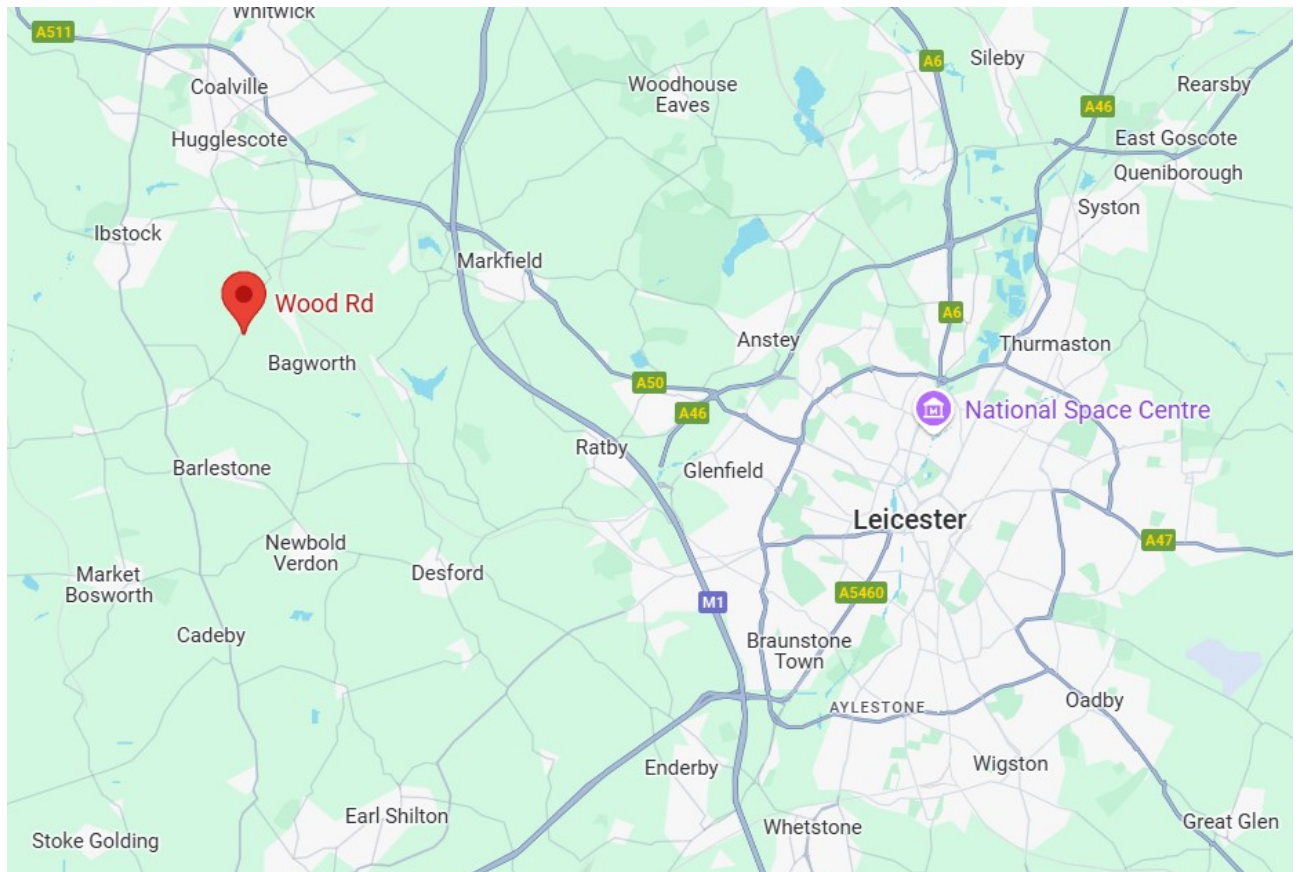 Whitwick
A511
A6
Sileby
Coalville
Woodhouse
Eaves
Rearsby
A46
Hugglescote
East Goscote
Queniborough
Syston
Ibstock
Markfield
Wood Rd
A6
Anstey
Thurmaston
Bagworth
A50
A46
National Space Centre
Ratby
Barlestone
Glenfield
Leicester
Newbold
Verdon
A47
Market
Bosworth
Desford
A5460
M1
Cadeby
Braunstone
Town
Oadby
AYLESTONE
Enderby
Wigston
Earl Shilton
Whetstone
Great Glen
Stoke Golding